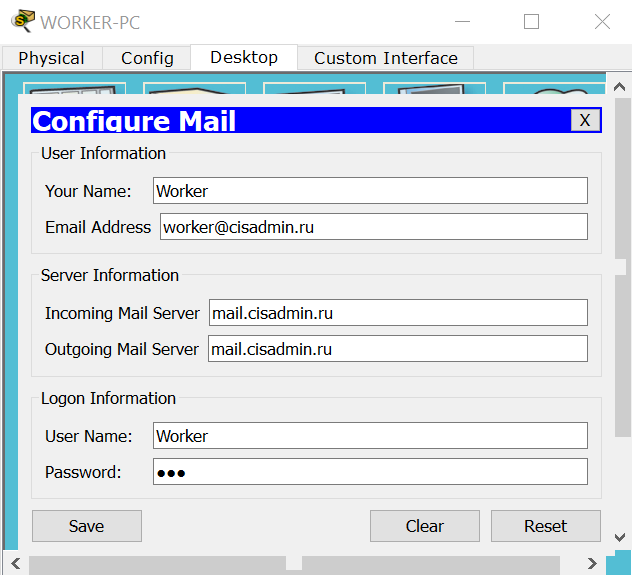 WORKER-PC
Physical Config Desktop Custom Interface
Configure Mail X
User Information
Your Name: Worker
Email Address worker@cisadmin.ru
Server Information
Incoming Mail Server mail.cisadmin.ru
Outgoing Mail Server mail.cisadmin.ru
Logon Information
User Name: Worker
Password: ●●●
Save Clear Reset